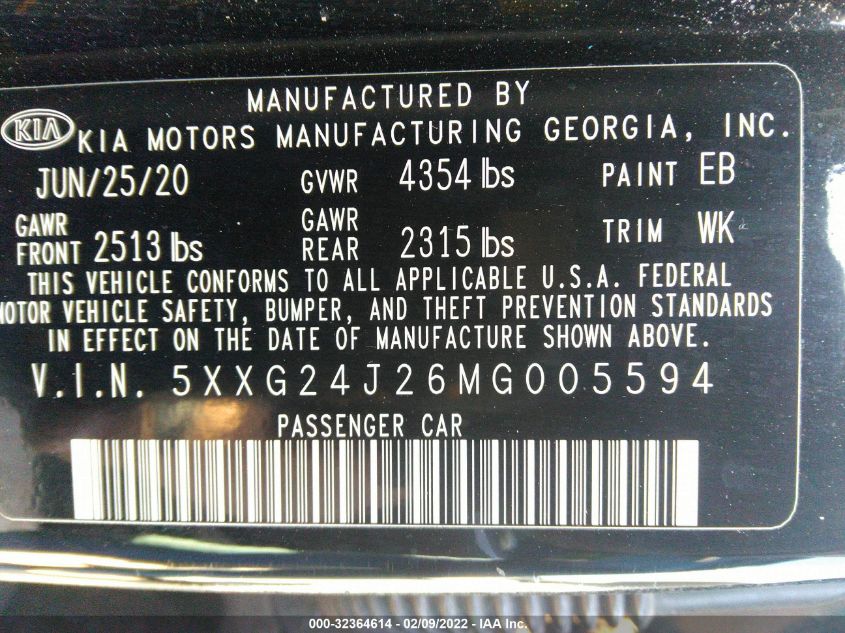 MANUFACTURED BY
KIA KIA MOTORS MANUFACTURING GEORGIA, INC.
JUN/25/20 GVWR 4354 lbs PAINT EB
GAWR FRONT 2513 lbs GAWR REAR 2315 lbs TRIM WK
THIS VEHICLE CONFORMS TO ALL APPLICABLE U.S.A. FEDERAL
MOTOR VEHICLE SAFETY, BUMPER, AND THEFT PREVENTION STANDARDS
IN EFFECT ON THE DATE OF MANUFACTURE SHOWN ABOVE.
V.I.N. 5XXG24J26MG005594
PASSENGER CAR
000-32364614 - 02/09/2022 - IAA Inc.